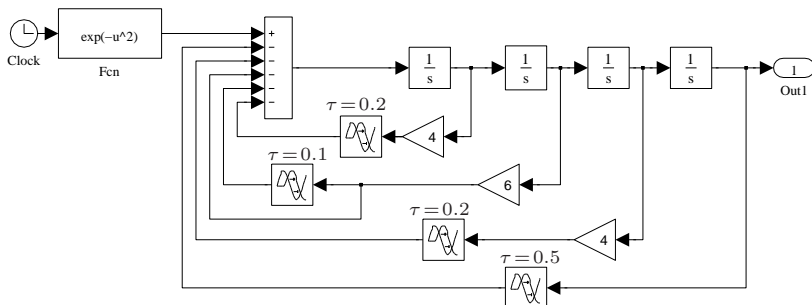 exp(−u^2)
Clock
Fcn
+
−
−
−
−
−
1
s
1
s
1
s
1
s
1
Out1
τ=0.2
4
τ=0.1
6
τ=0.2
4
τ=0.5